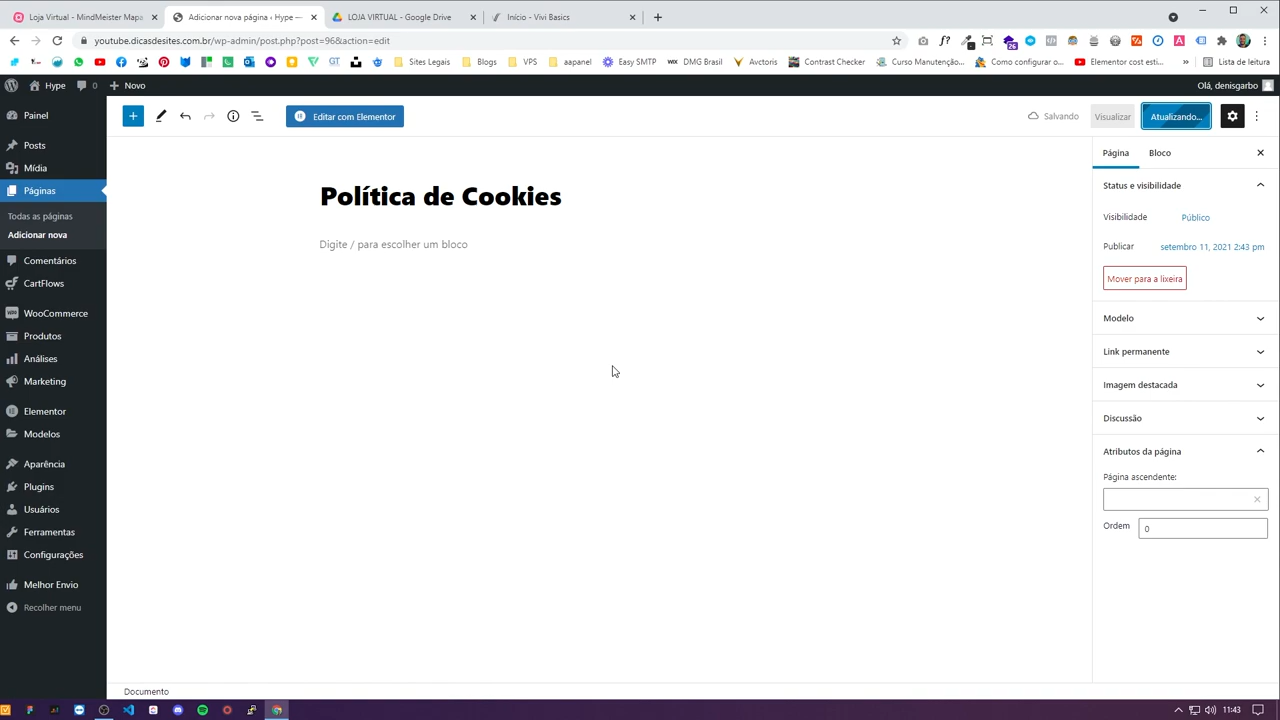 Loja Virtual - MindMeister Mapa
Adicionar nova página ‹ Hype —
LOJA VIRTUAL - Google Drive
Início - Vivi Basics
youtube.dicasdesites.com.br/wp-admin/post.php?post=96&action=edit
Sites Legais
Blogs
VPS
aapanel
Easy SMTP
DMG Brasil
Avctoris
Contrast Checker
Curso Manutenção...
Como configurar o...
Elementor cost esti...
»
Lista de leitura
Hype
0
Novo
Olá, denisgarbo
Editar com Elementor
Salvando
Visualizar
Atualizando...
Painel
Posts
Mídia
Páginas
Todas as páginas
Adicionar nova
Comentários
CartFlows
WooCommerce
Produtos
Análises
Marketing
Elementor
Modelos
Aparência
Plugins
Usuários
Ferramentas
Configurações
Melhor Envio
Recolher menu
Política de Cookies
Digite / para escolher um bloco
Página
Bloco
Status e visibilidade
Visibilidade
Público
Publicar
setembro 11, 2021 2:43 pm
Mover para a lixeira
Modelo
Link permanente
Imagem destacada
Discussão
Atributos da página
Página ascendente:
Ordem
0
Documento
11:43